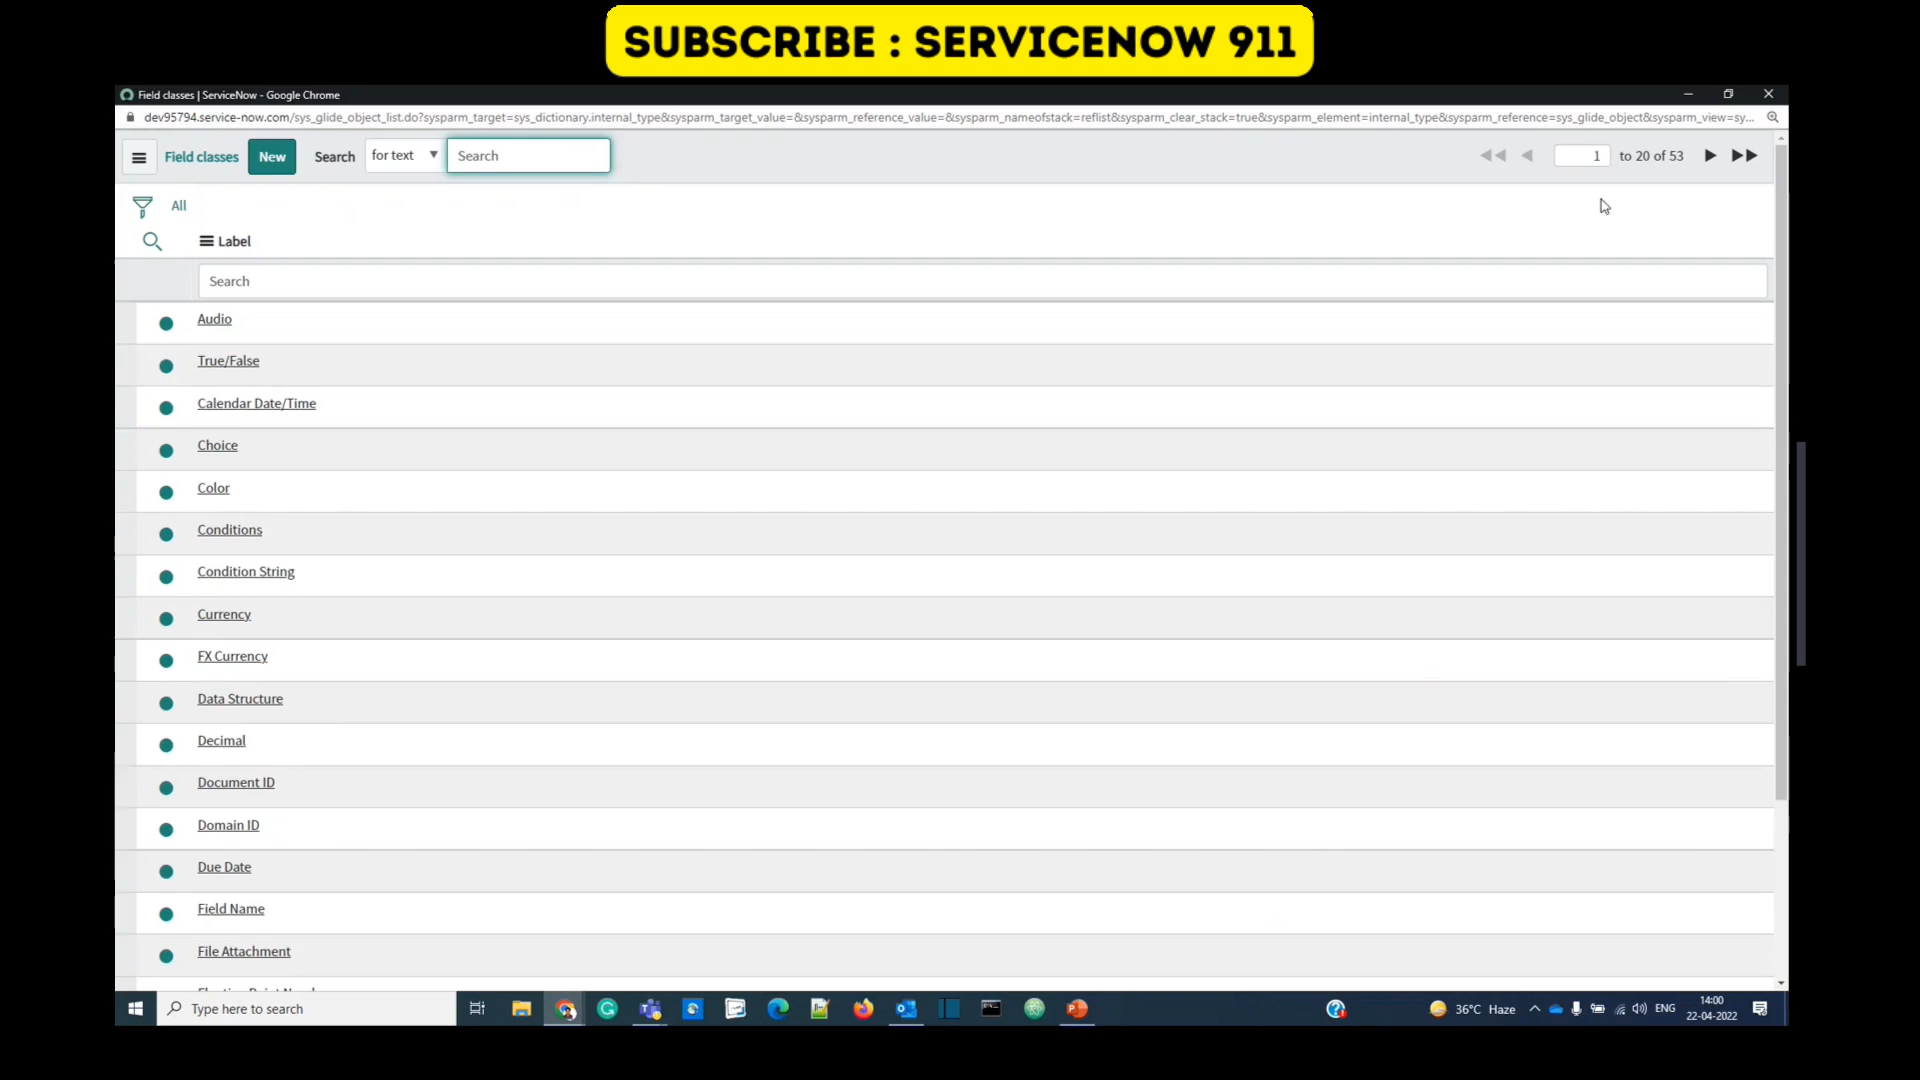 SUBSCRIBE : SERVICENOW 911
Field classes | ServiceNow - Google Chrome
dev95794.service-now.com/sys_glide_object_list.do?sysparm_target=sys_dictionary.internal_type&sysparm_target_value=&sysparm_reference_value=&sysparm_nameofstack=reflist&sysparm_clear_stack=true&sysparm_element=internal_type&sysparm_reference=sys_glide_object&sysparm_view=sy...
Field classes New Search for text Search 1 to 20 of 53
All
Label
Search
Audio
True/False
Calendar Date/Time
Choice
Color
Conditions
Condition String
Currency
FX Currency
Data Structure
Decimal
Document ID
Domain ID
Due Date
Field Name
File Attachment
Type here to search
36°C Haze
ENG
14:00
22-04-2022